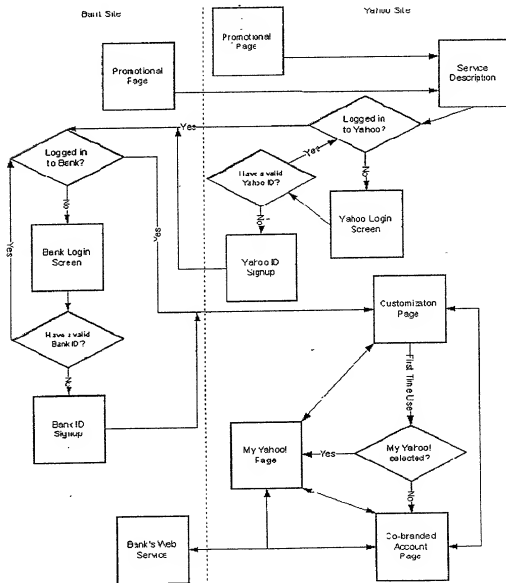 Bank Site
Yahoo Site
Promotional
Page
Promotional
Page
Service
Description
Logged in
to Yahoo?
Yes
Logged in
to Bank?
Yes
Have a valid
Yahoo ID?
No
No
Yes
Yes
No
Bank Login
Screen
Yahoo ID
Signup
Yahoo Login
Screen
Customization
Page
Have a valid
Bank ID?
No
First Time Use
Bank ID
Signup
My Yahoo!
Page
Yes
My Yahoo!
selected?
No
Bank's Web
Service
Co-branded
Account
Page